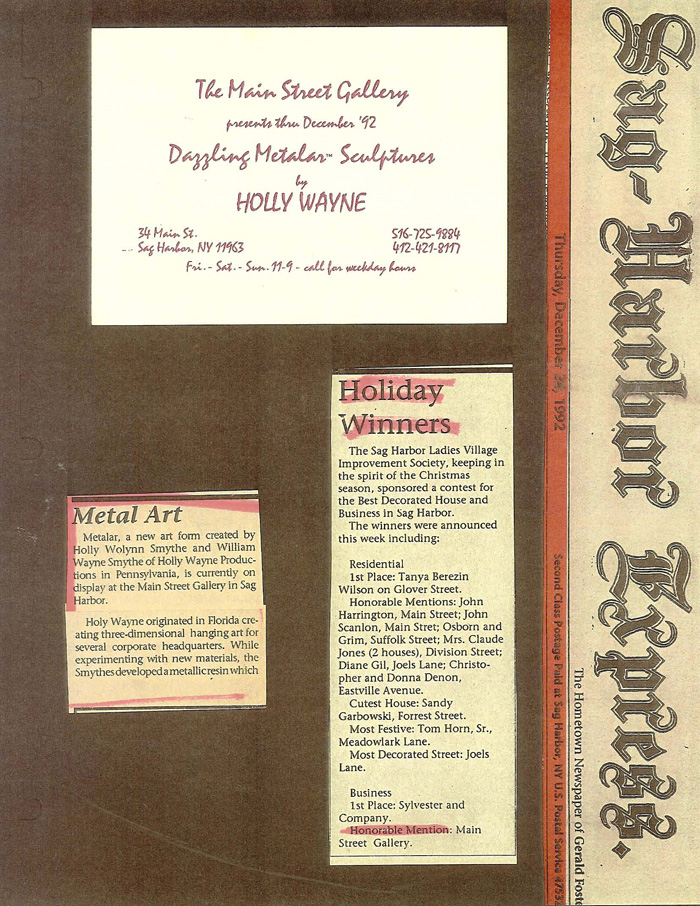 The Main Street Gallery
presents thru December '92
Dazzling Metalar™ Sculptures
by
HOLLY WAYNE
34 Main St.
Sag Harbor, NY 11963
516-725-9884
412-421-8117
Fri. - Sat. - Sun. 11-9 - call for weekday hours
Metal Art
Metalar, a new art form created by
Holly Wolynn Smythe and William
Wayne Smythe of Holly Wayne Produc-
tions in Pennsylvania, is currently on
display at the Main Street Gallery in Sag
Harbor.
Holy Wayne originated in Florida cre-
ating three-dimensional hanging art for
several corporate headquarters. While
experimenting with new materials, the
Smythes developed a metallic resin which
Holiday
Winners
The Sag Harbor Ladies Village
Improvement Society, keeping in
the spirit of the Christmas
season, sponsored a contest for
the Best Decorated House and
Business in Sag Harbor.
The winners were announced
this week including:
Residential
1st Place: Tanya Berezin
Wilson on Glover Street.
Honorable Mentions: John
Harrington, Main Street; John
Scanlon, Main Stret; Osborn and
Grim, Suffolk Street; Mrs. Claude
Jones (2 houses), Division Street;
Diane Gil, Joels Lane; Christo-
pher and Donna Denon,
Eastville Avenue.
Cutest House: Sandy
Garbowski, Forrest Street.
Most Festive: Tom Horn, Sr.,
Meadowlark Lane.
Most Decorated Street: Joels
Lane.
Business
1st Place: Sylvester and
Company.
Honorable Mention: Main
Street Gallery.
Sag-Harbor Express.
The Hometown Newspaper of Gerald
Thursday, December 1992
Second Class Postage Paid at Sag Harbor, NY U.S. Postal Service 4753